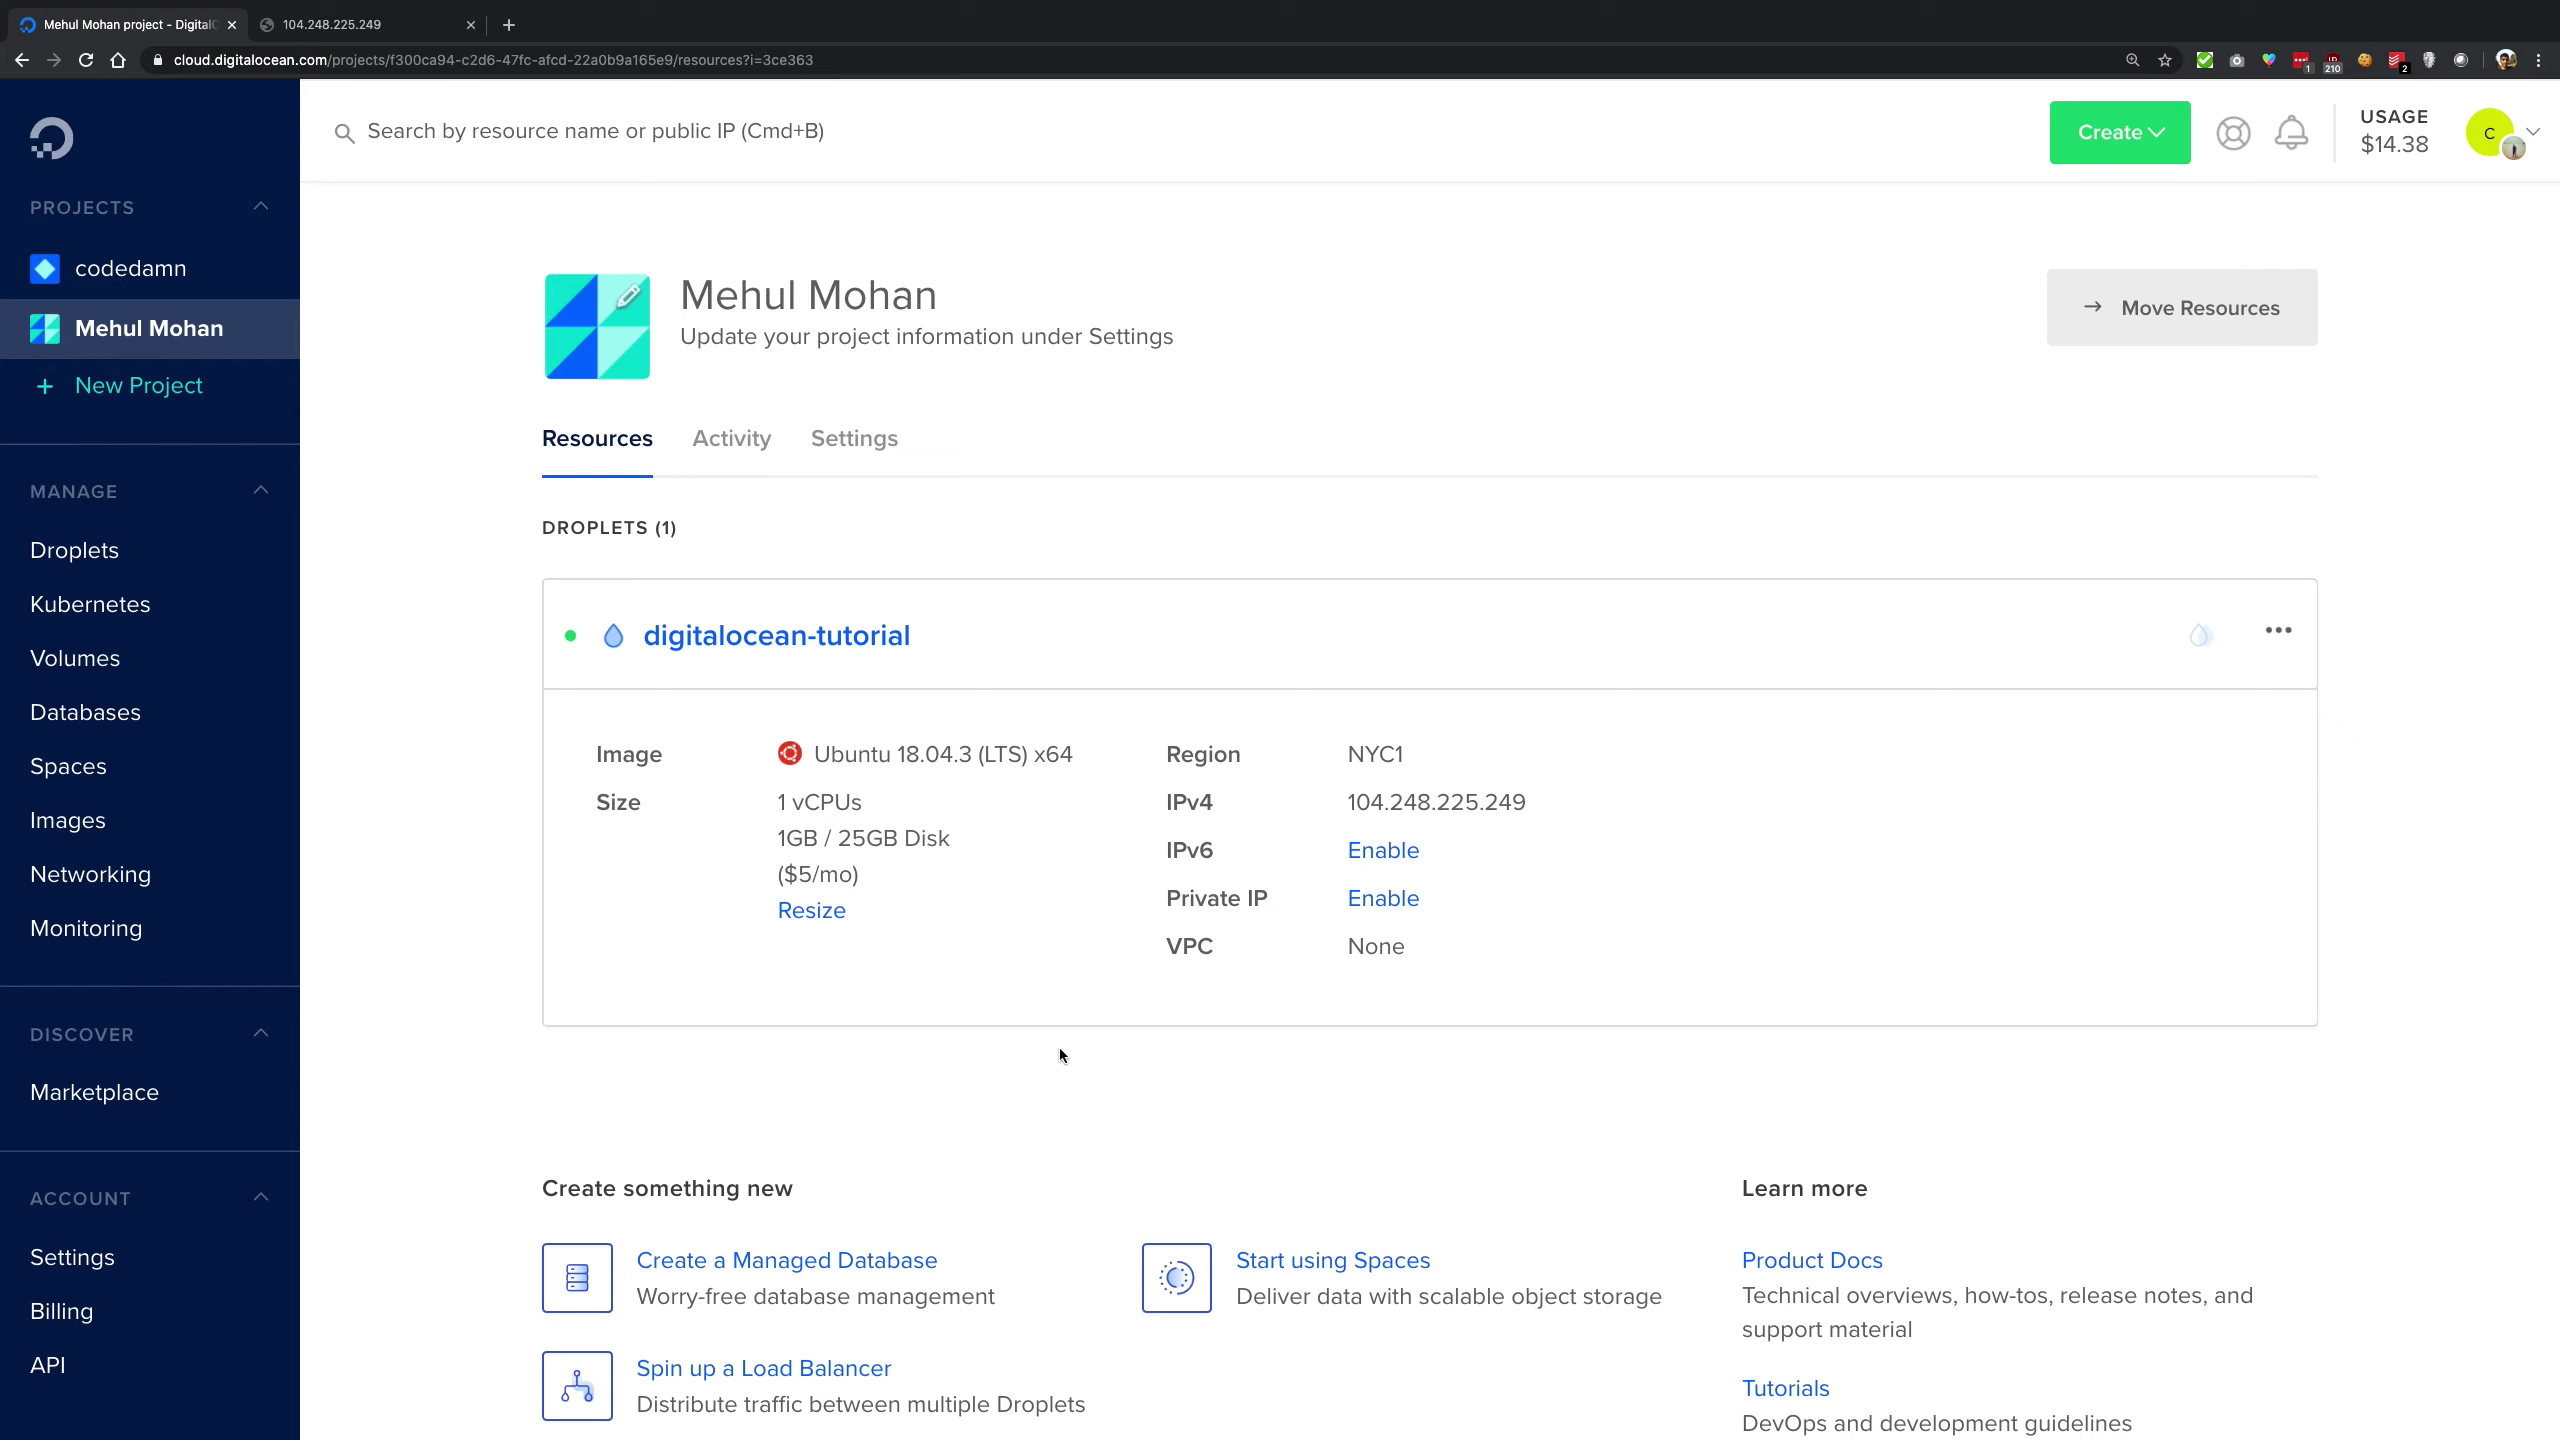 Mehul Mohan project - DigitalO
104.248.225.249
cloud.digitalocean.com/projects/f300ca94-c2d6-47fc-afcd-22a0b9a165e9/resources?i=3ce363
1
210
2
Search by resource name or public IP (Cmd+B)
Create
USAGE
$14.38
C
PROJECTS
codedamn
Mehul Mohan
New Project
MANAGE
Droplets
Kubernetes
Volumes
Databases
Spaces
Images
Networking
Monitoring
DISCOVER
Marketplace
ACCOUNT
Settings
Billing
API
Mehul Mohan
Update your project information under Settings
Move Resources
Resources
Activity
Settings
DROPLETS (1)
digitalocean-tutorial
Image
Ubuntu 18.04.3 (LTS) x64
Size
1 vCPUs
1GB / 25GB Disk
($5/mo)
Resize
Region
NYC1
IPv4
104.248.225.249
IPv6
Enable
Private IP
Enable
VPC
None
Create something new
Create a Managed Database
Worry-free database management
Start using Spaces
Deliver data with scalable object storage
Spin up a Load Balancer
Distribute traffic between multiple Droplets
Learn more
Product Docs
Technical overviews, how-tos, release notes, and
support material
Tutorials
DevOps and development guidelines